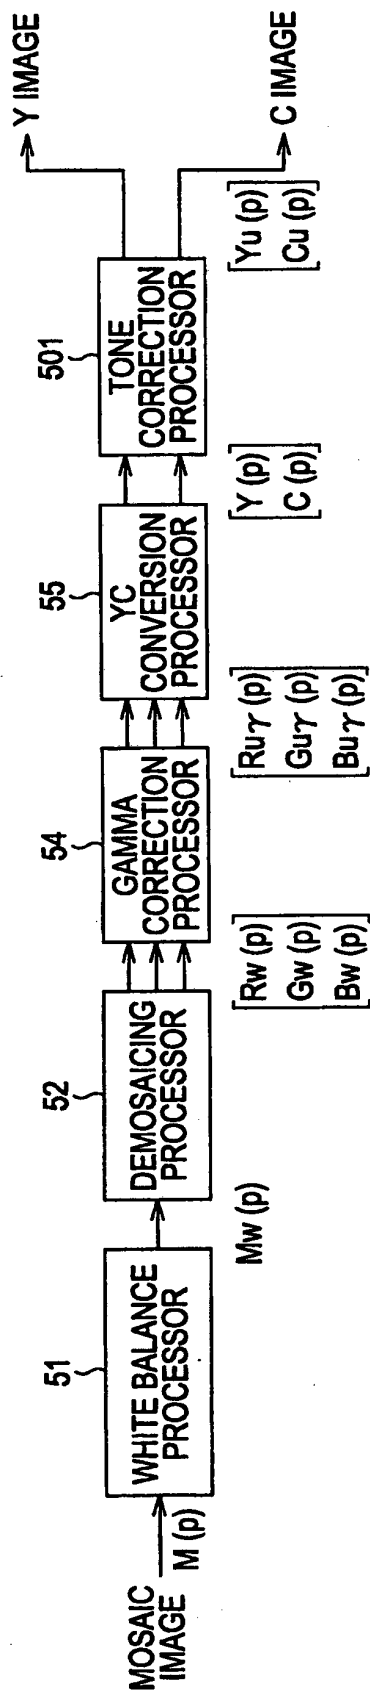 MOSAIC
IMAGE
M (p)
51
WHITE BALANCE
PROCESSOR
Mw (p)
52
DEMOSAICING
PROCESSOR
Rw (p)
Gw (p)
Bw (p)
54
GAMMA
CORRECTION
PROCESSOR
Ruγ (p)
Guγ (p)
Buγ (p)
55
YC
CONVERSION
PROCESSOR
Y (p)
C (p)
501
TONE
CORRECTION
PROCESSOR
Yu (p)
Cu (p)
Y IMAGE
C IMAGE